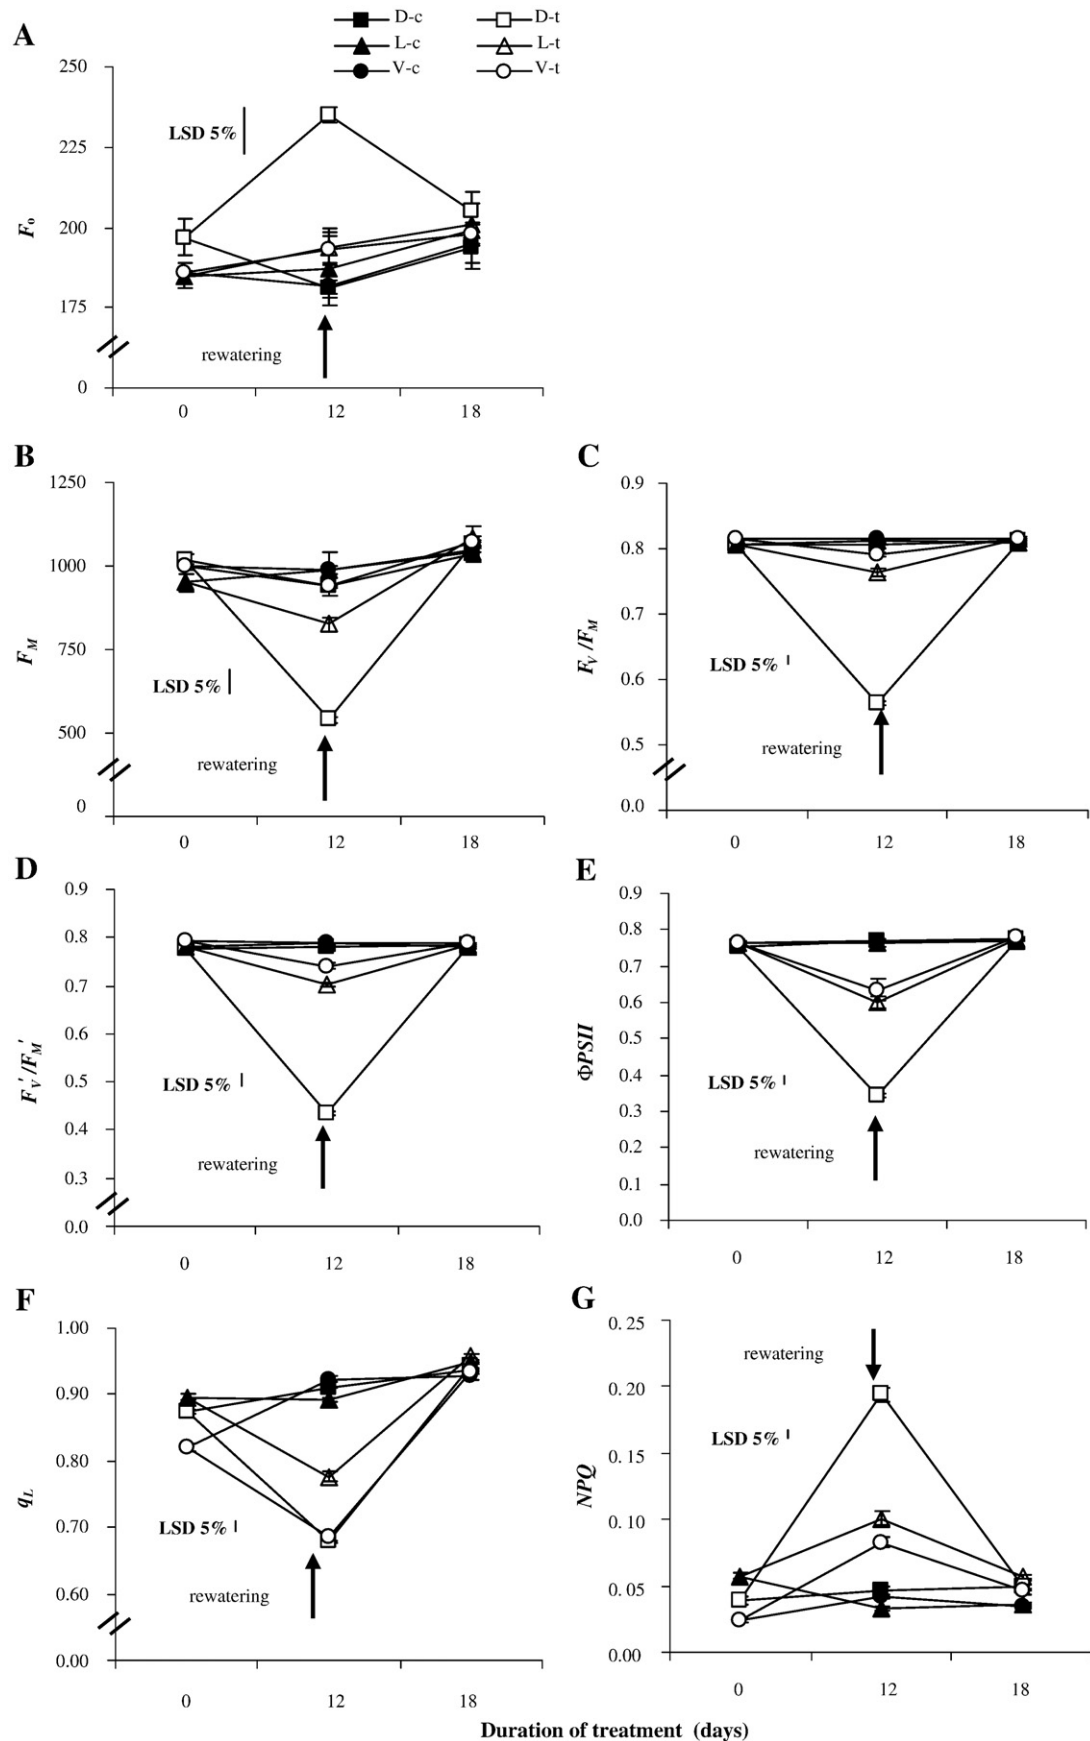 A
D-c
D-t
L-c
L-t
V-c
V-t
250
225
200
175
0
Fo
LSD 5%
rewatering
0 12 18
B
1250
1000
750
500
0
FM
LSD 5%
rewatering
0 12 18
C
0.9
0.8
0.7
0.6
0.5
0.0
FV /FM
LSD 5%
rewatering
0 12 18
D
0.9
0.8
0.7
0.6
0.5
0.4
0.3
0.0
FV'/FM'
LSD 5%
rewatering
0 12 18
E
0.9
0.8
0.7
0.6
0.5
0.4
0.3
0.2
0.1
0.0
ΦPSII
LSD 5%
rewatering
0 12 18
F
1.00
0.90
0.80
0.70
0.60
0.00
qL
LSD 5%
rewatering
0 12 18
G
0. 25
0. 20
0. 15
0. 10
0. 05
0.00
NPQ
rewatering
LSD 5%
0 12 18
Duration of treatment (days)